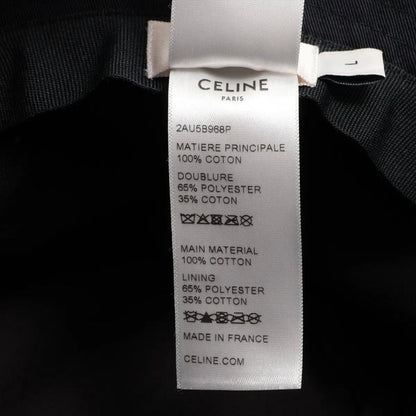 L
CELINE
PARIS
2AU5B968P
MATIERE PRINCIPALE
100% COTON
DOUBLURE
65% POLYESTER
35% COTON
MAIN MATERIAL
100% COTTON
LINING
65% POLYESTER
35% COTTON
MADE IN FRANCE
CELINE.COM